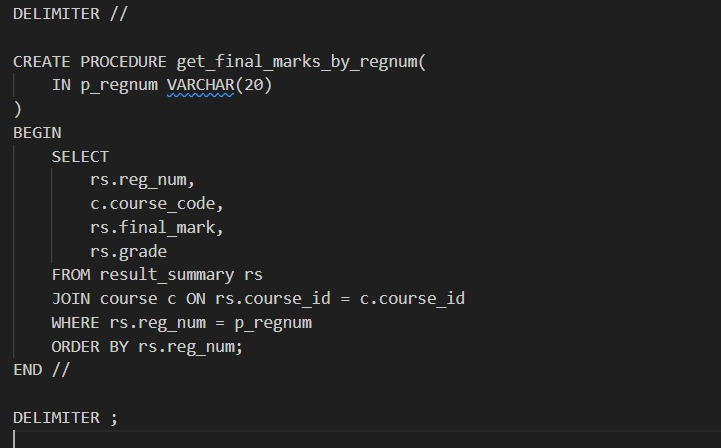 DELIMITER //
CREATE PROCEDURE get_final_marks_by_regnum(
IN p_regnum VARCHAR(20)
)
BEGIN
SELECT
rs.reg_num,
c.course_code,
rs.final_mark,
rs.grade
FROM result_summary rs
JOIN course c ON rs.course_id = c.course_id
WHERE rs.reg_num = p_regnum
ORDER BY rs.reg_num;
END //
DELIMITER ;